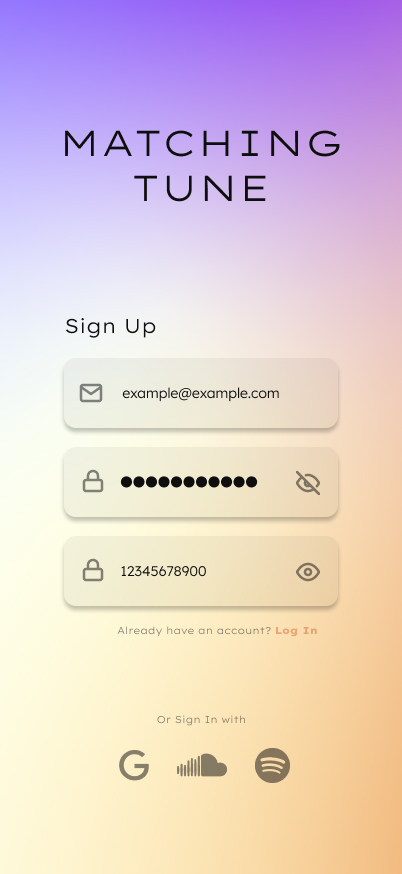 MATCHING
TUNE
Sign Up
example@example.com
●●●●●●●●●●●
12345678900
Already have an account? Log In
Or Sign In with
G